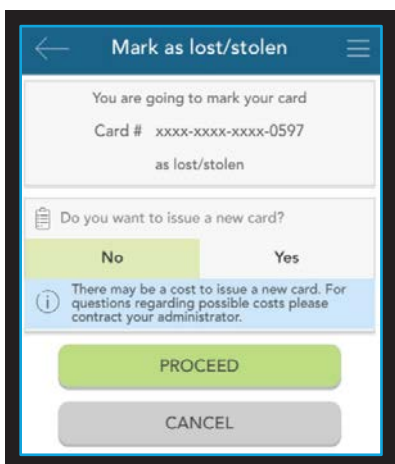 Mark as lost/stolen
You are going to mark your card
Card # xxxx-xxxx-xxxx-0597
as lost/stolen
Do you want to issue a new card?
No Yes
There may be a cost to issue a new card. For
questions regarding possible costs please
contract your administrator.
PROCEED
CANCEL